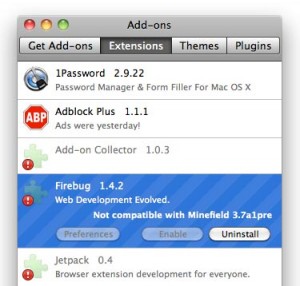 Add-ons
Get Add-ons Extensions Themes Plugins
1Password 2.9.22
Password Manager & Form Filler For Mac OS X
ABP
Adblock Plus 1.1.1
Ads were yesterday!
Add-on Collector 1.0.3
Firebug 1.4.2
Web Development Evolved.
Not compatible with Minefield 3.7a1pre
Preferences Enable Uninstall
Jetpack 0.4
Browser extension development for everyone.